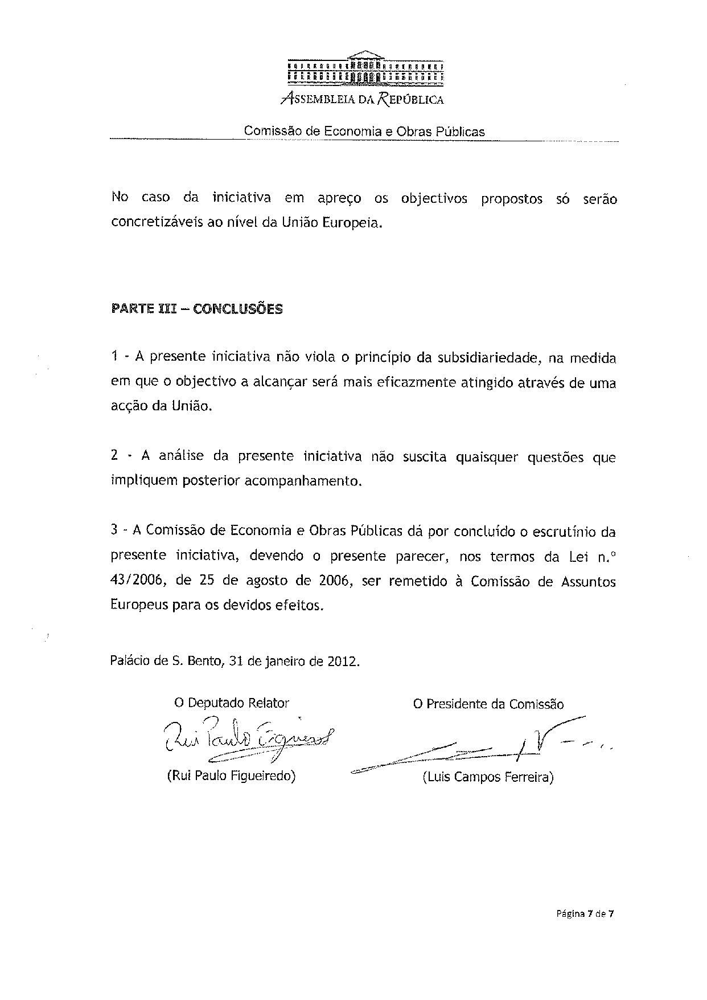 ASSEMBLEIA DA REPÚBLICA
Comissão de Economia e Obras Públicas
No caso da iniciativa em apreço os objectivos propostos só serão
concretizáveis ao nível da União Europeia.
PARTE III – CONCLUSÕES
1 - A presente iniciativa não viola o princípio da subsidiariedade, na medida
em que o objectivo a alcançar será mais eficazmente atingido através de uma
acção da União.
2 - A análise da presente iniciativa não suscita quaisquer questões que
impliquem posterior acompanhamento.
3 - A Comissão de Economia e Obras Públicas dá por concluído o escrutínio da
presente iniciativa, devendo o presente parecer, nos termos da Lei n.º
43/2006, de 25 de agosto de 2006, ser remetido à Comissão de Assuntos
Europeus para os devidos efeitos.
Palácio de S. Bento, 31 de janeiro de 2012.
O Deputado Relator O Presidente da Comissão
Rui Paulo Figueiredo
(Rui Paulo Figueiredo) (Luis Campos Ferreira)
Página 7 de 7